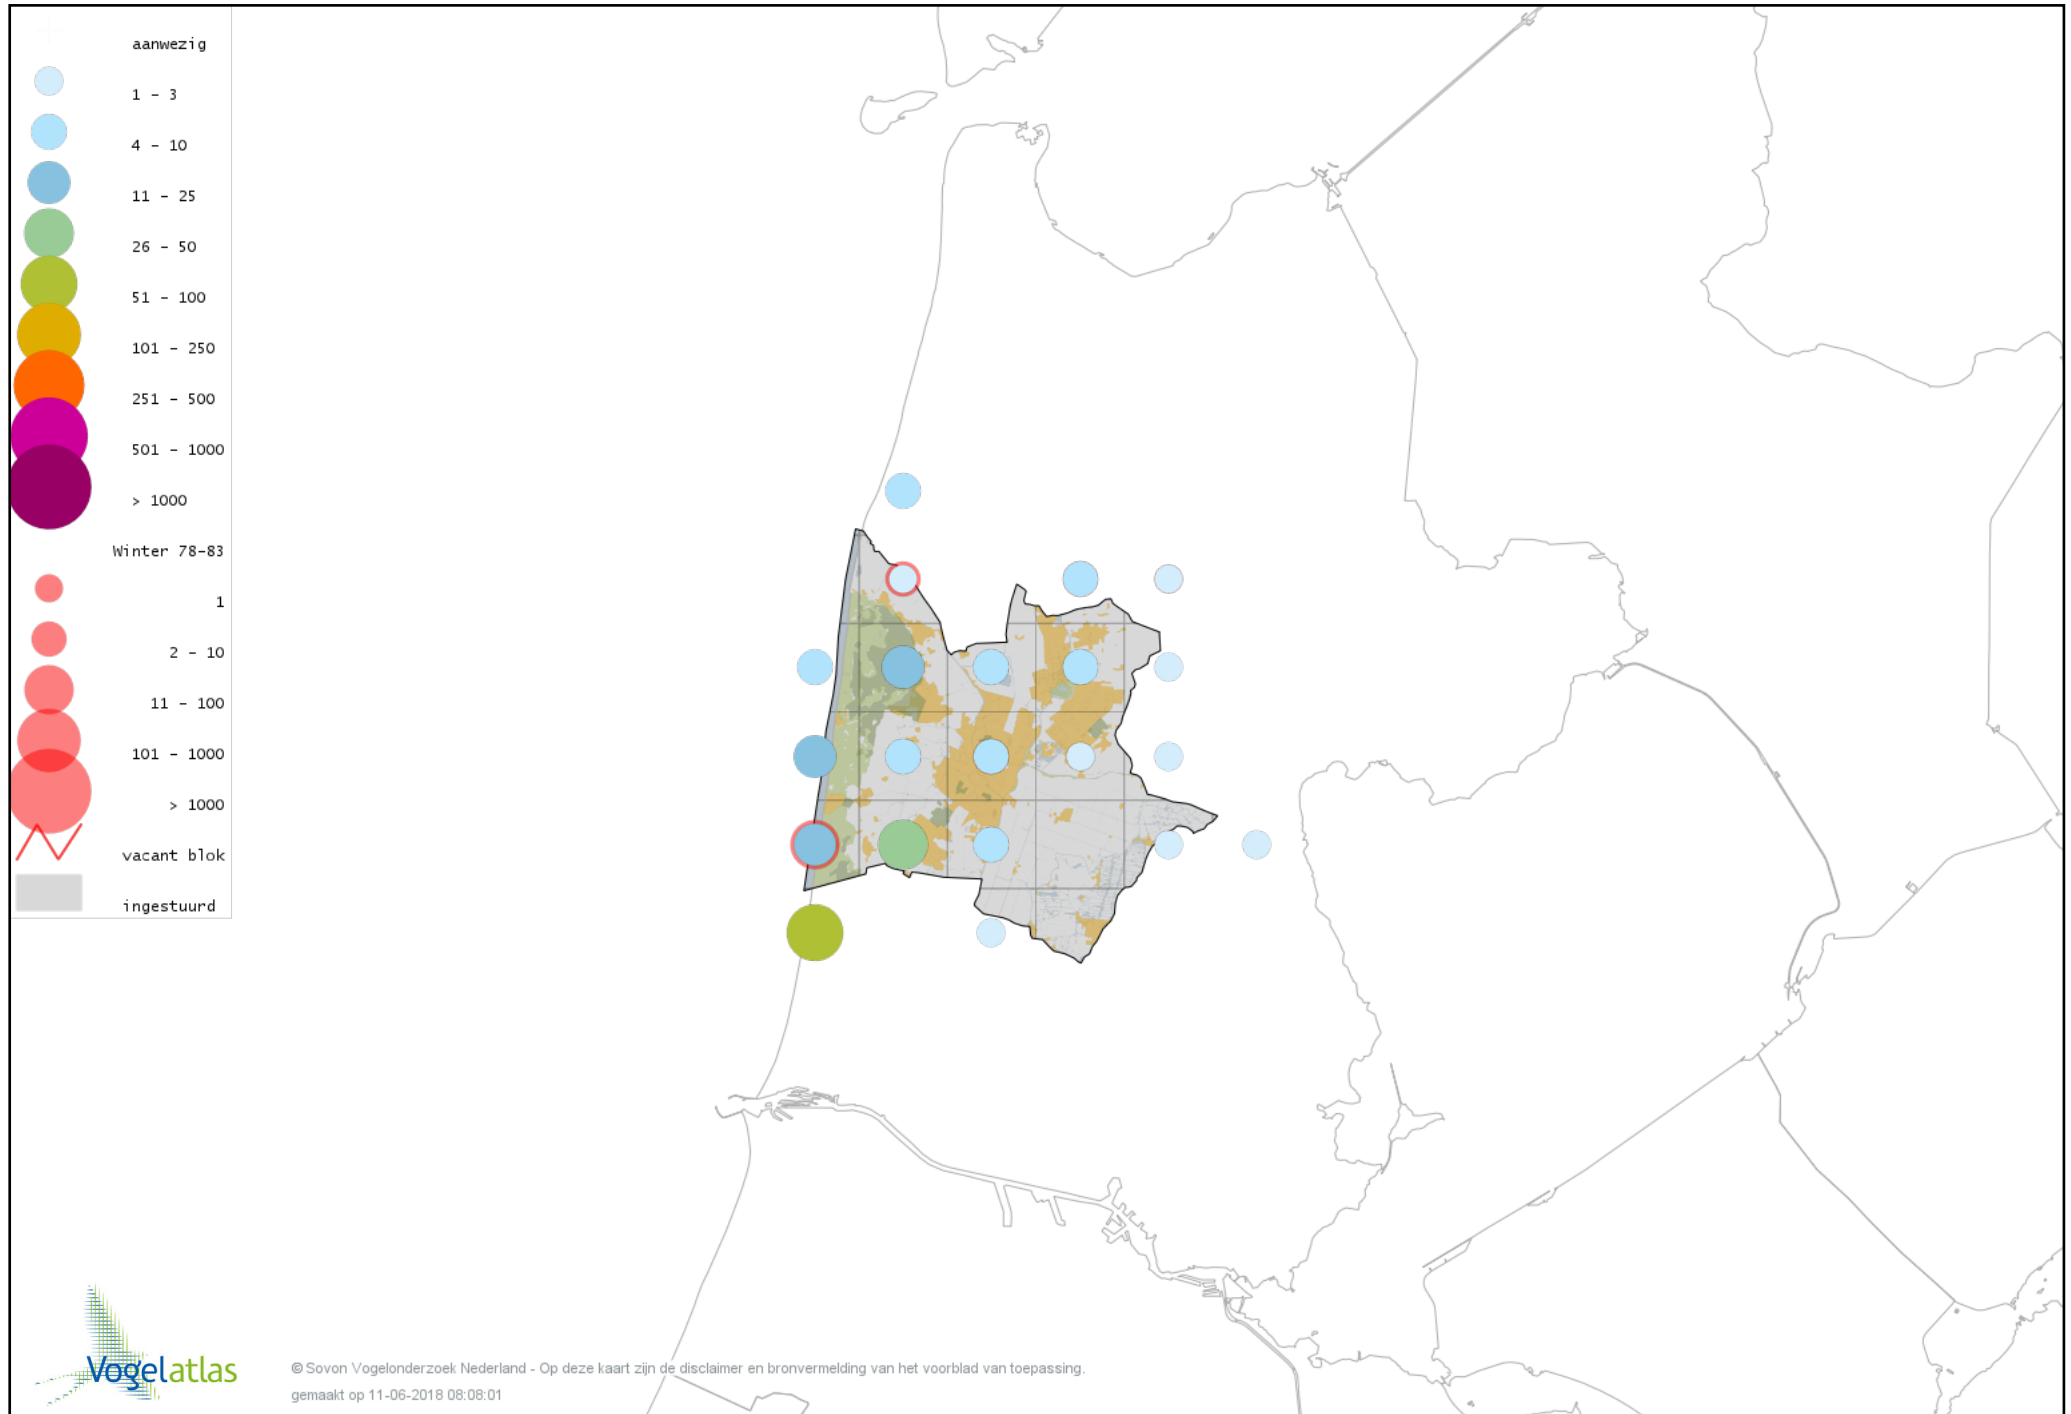 aanwezig
1 - 3
4 - 10
11 - 25
26 - 50
51 - 100
101 - 250
251 - 500
501 - 1000
> 1000
Winter 78-83
1
2 - 10
11 - 100
101 - 1000
> 1000
vacant blok
ingestuurd
Vogelatlas
© Sovon Vogelonderzoek Nederland - Op deze kaart zijn de disclaimer en bronvermelding van het voorblad van toepassing.
gemaakt op 11-06-2018 08:08:01